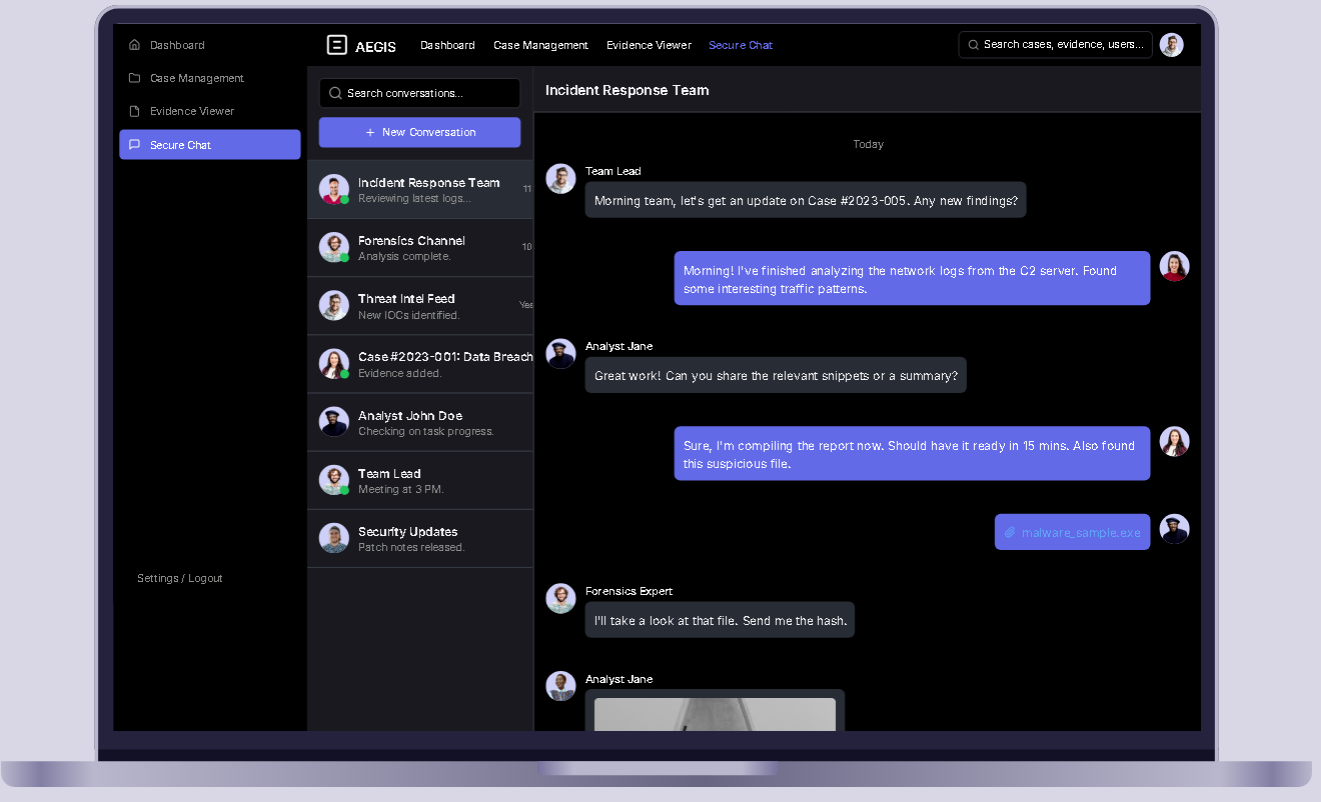 Dashboard
Case Management
Evidence Viewer
Secure Chat
Settings / Logout
AEGIS
Dashboard
Case Management
Evidence Viewer
Secure Chat
Search cases, evidence, users...
Search conversations...
+ New Conversation
Incident Response Team
11
Reviewing latest logs...
Forensics Channel
10
Analysis complete.
Threat Intel Feed
Yes
New IOCs identified.
Case #2023-001: Data Breach
Evidence added.
Analyst John Doe
Checking on task progress.
Team Lead
Meeting at 3 PM.
Security Updates
Patch notes released.
Incident Response Team
Today
Team Lead
Morning team, let's get an update on Case #2023-005. Any new findings?
Morning! I've finished analyzing the network logs from the C2 server. Found
some interesting traffic patterns.
Analyst Jane
Great work! Can you share the relevant snippets or a summary?
Sure, I'm compiling the report now. Should have it ready in 15 mins. Also found
this suspicious file.
malware_sample.exe
Forensics Expert
I'll take a look at that file. Send me the hash.
Analyst Jane